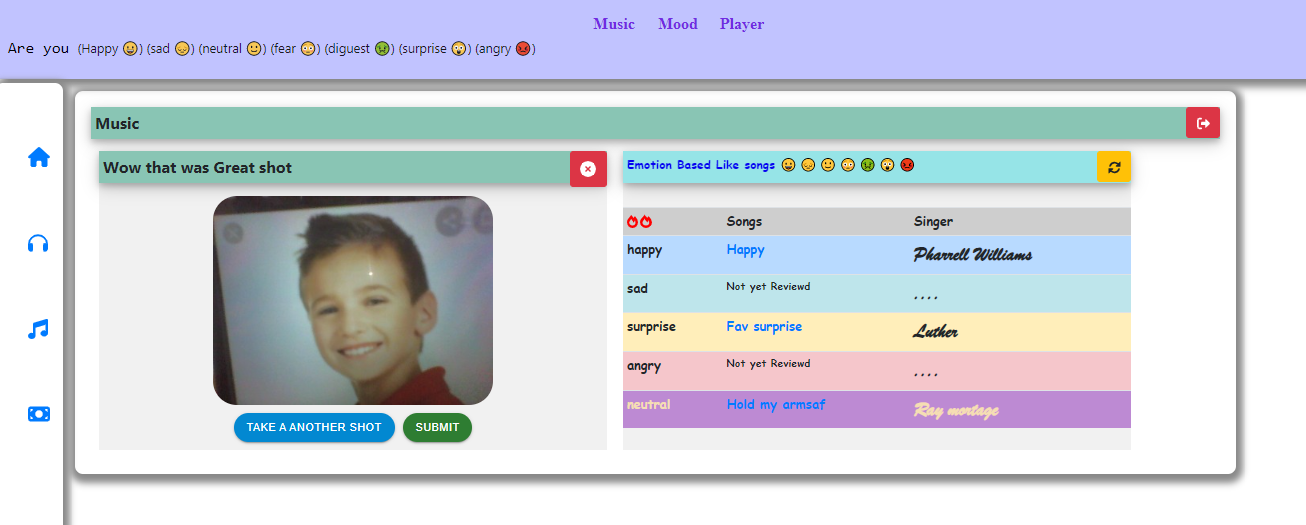 Music Mood Player
Are you (Happy 😀) (sad 😔) (neutral 🙂) (fear 😳) (diguest 🤢) (surprise 😲) (angry 😡)
Music
Wow that was Great shot
TAKE A ANOTHER SHOT SUBMIT
Emotion Based Like songs 😀 😔 🙂 😳 🤢 😲 😡
Songs Singer
happy Happy Pharrell Williams
sad Not yet Reviewd ....
surprise Fav surprise Luther
angry Not yet Reviewd ....
neutral Hold my armsaf Ray mortage